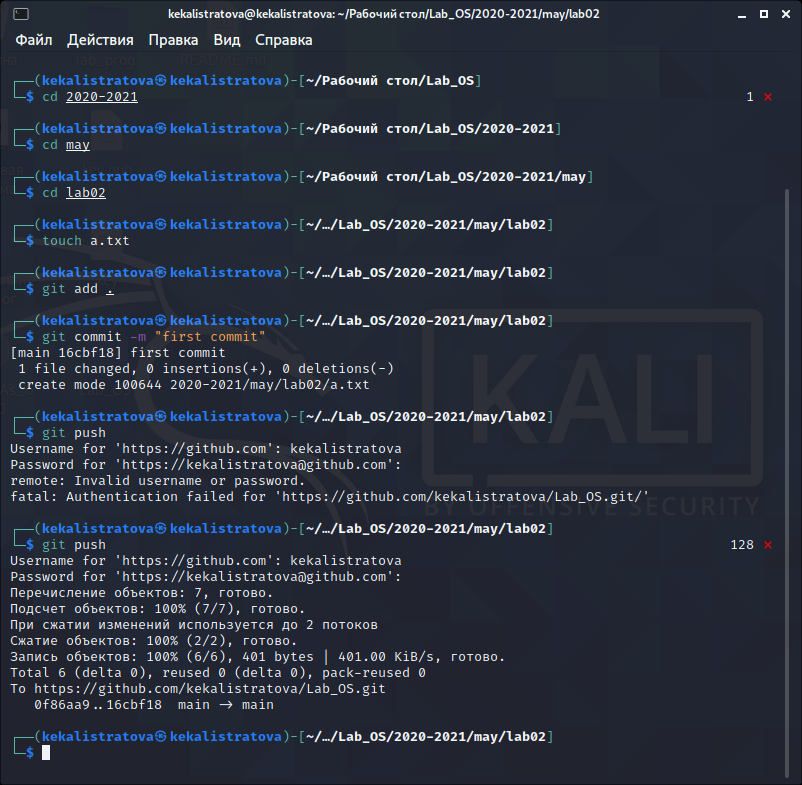 kekalistratova@kekalistratova: ~/Рабочий стол/Lab_OS/2020-2021/may/lab02
Файл Действия Правка Вид Справка
┌──(kekalistratova㉿kekalistratova)-[~/Рабочий стол/Lab_OS]
└─$ cd 2020-2021 1 ⨯
┌──(kekalistratova㉿kekalistratova)-[~/Рабочий стол/Lab_OS/2020-2021]
└─$ cd may
┌──(kekalistratova㉿kekalistratova)-[~/Рабочий стол/Lab_OS/2020-2021/may]
└─$ cd lab02
┌──(kekalistratova㉿kekalistratova)-[~/…/Lab_OS/2020-2021/may/lab02]
└─$ touch a.txt
┌──(kekalistratova㉿kekalistratova)-[~/…/Lab_OS/2020-2021/may/lab02]
└─$ git add .
┌──(kekalistratova㉿kekalistratova)-[~/…/Lab_OS/2020-2021/may/lab02]
└─$ git commit -m "first commit"
[main 16cbf18] first commit
1 file changed, 0 insertions(+), 0 deletions(-)
create mode 100644 2020-2021/may/lab02/a.txt
┌──(kekalistratova㉿kekalistratova)-[~/…/Lab_OS/2020-2021/may/lab02]
└─$ git push
Username for 'https://github.com': kekalistratova
Password for 'https://kekalistratova@github.com':
remote: Invalid username or password.
fatal: Authentication failed for 'https://github.com/kekalistratova/Lab_OS.git/'
┌──(kekalistratova㉿kekalistratova)-[~/…/Lab_OS/2020-2021/may/lab02]
└─$ git push 128 ⨯
Username for 'https://github.com': kekalistratova
Password for 'https://kekalistratova@github.com':
Перечисление объектов: 7, готово.
Подсчет объектов: 100% (7/7), готово.
При сжатии изменений используется до 2 потоков
Сжатие объектов: 100% (2/2), готово.
Запись объектов: 100% (6/6), 401 bytes | 401.00 KiB/s, готово.
Total 6 (delta 0), reused 0 (delta 0), pack-reused 0
To https://github.com/kekalistratova/Lab_OS.git
0f86aa9..16cbf18 main -> main
┌──(kekalistratova㉿kekalistratova)-[~/…/Lab_OS/2020-2021/may/lab02]
└─$
KALI
BY OFFENSIVE SECURITY